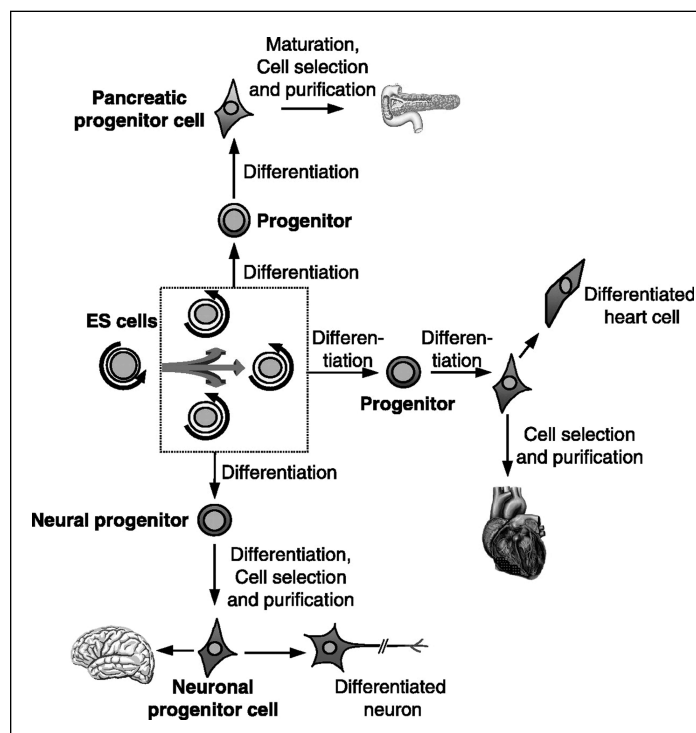 Maturation,
Cell selection
and purification
Pancreatic
progenitor cell
Differentiation
Progenitor
Differentiation
ES cells
Differen-
tiation
Differen-
tiation
Progenitor
Differentiated
heart cell
Cell selection
and purification
Differentiation
Neural progenitor
Differentiation,
Cell selection
and purification
Neuronal
progenitor cell
Differentiated
neuron